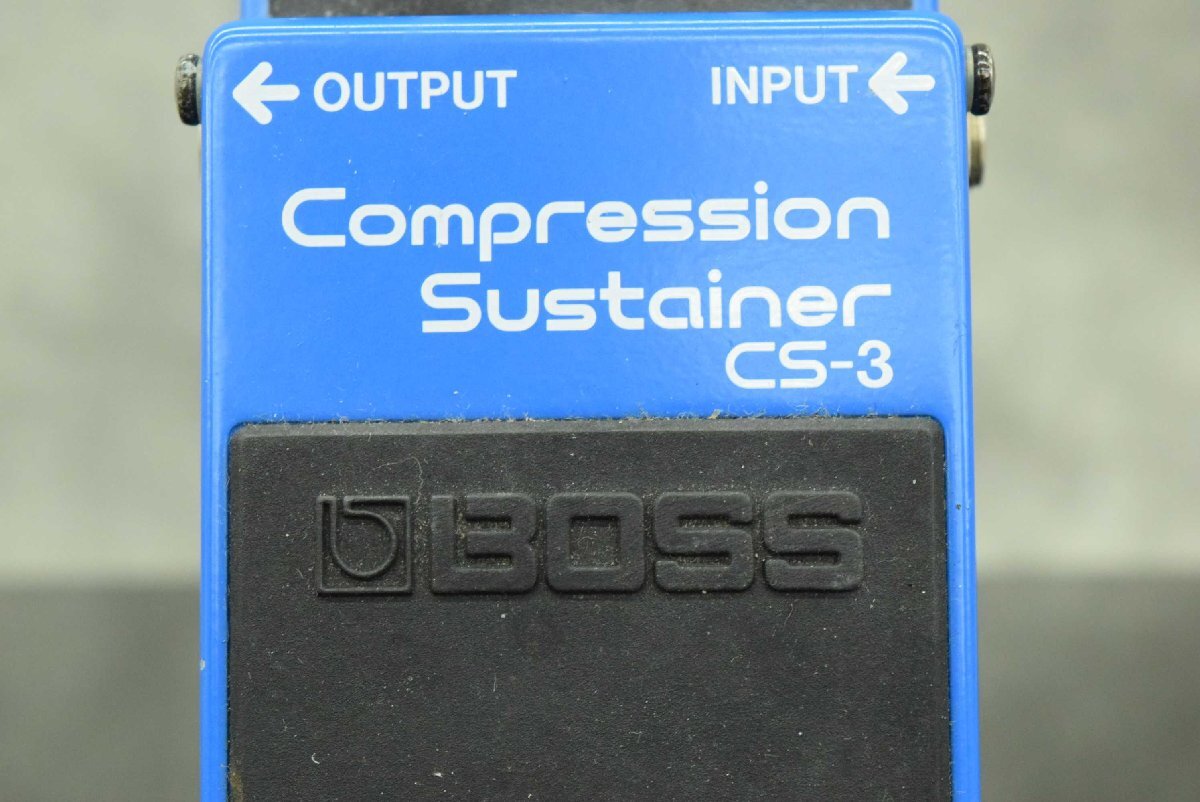 OUTPUT INPUT
Compression
Sustainer
CS-3
BOSS